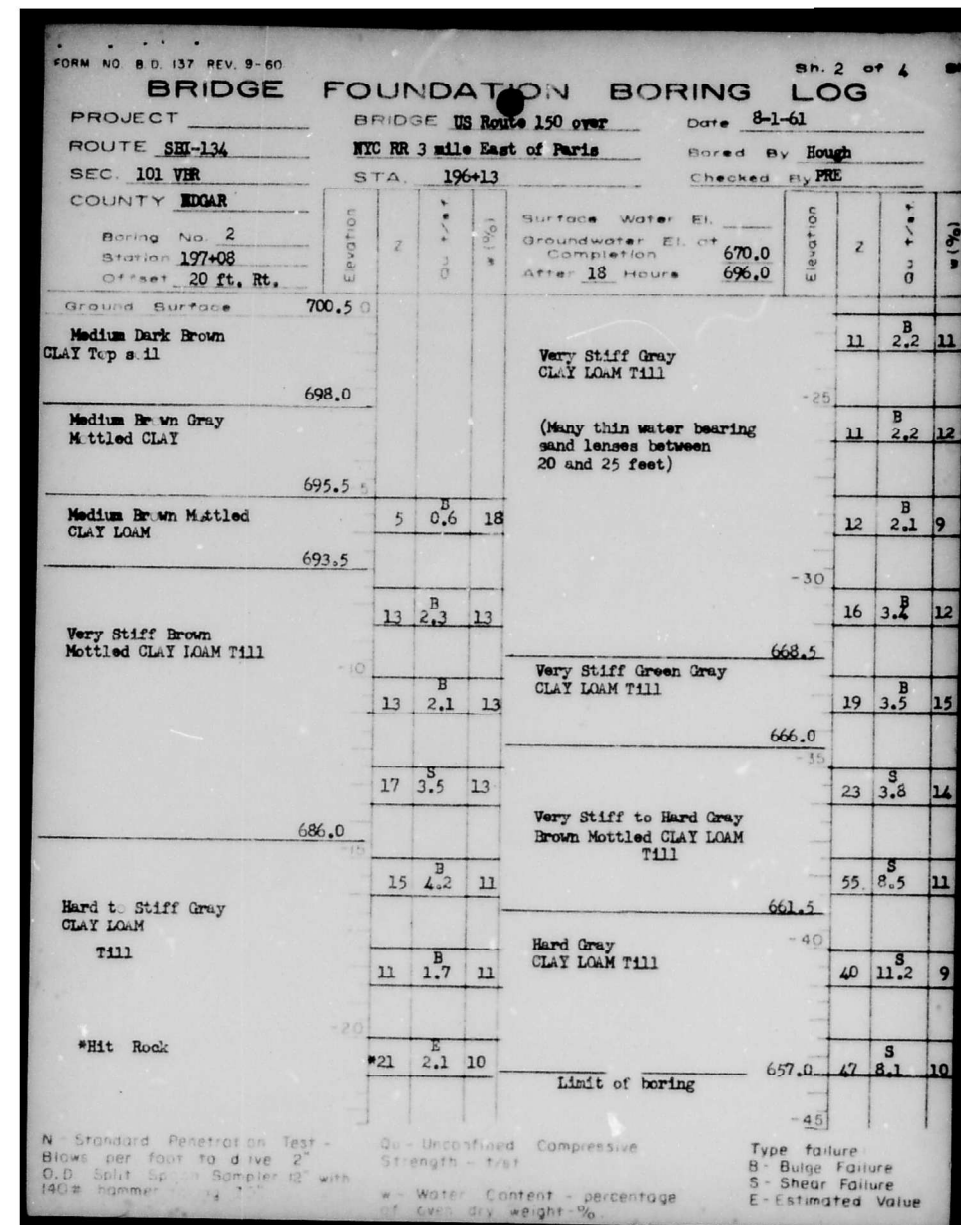 FORM NO. B.D. 137 REV. 9-60
Sh. 2 of 4
BRIDGE FOUNDATION BORING LOG
PROJECT
BRIDGE US Route 150 over
Date 8-1-61
ROUTE SBI-134
NYC RR 3 mile East of Paris
Bored By Hough
SEC. 101 VBR
STA. 196+13
Checked By PRE
COUNTY EDGAR
Boring No. 2
Station 197+08
Offset 20 ft. Rt.
Elevation
N
Qu t/sf.
w (%)
Surface Water El.
Groundwater El. at
Completion 670.0
After 18 Hours 696.0
Elevation
N
Qu t/sf.
w (%)
Ground Surface 700.5 0
Medium Dark Brown
CLAY Top soil
698.0
Medium Brown Gray
Mottled CLAY
695.5 5
Medium Brown Mottled
CLAY LOAM
B
5 0.6 18
693.5
B
13 2.3 13
Very Stiff Brown
Mottled CLAY LOAM Till
-10
B
13 2.1 13
S
17 3.5 13
686.0
-15
B
15 4.2 11
Hard to Stiff Gray
CLAY LOAM
Till
B
11 1.7 11
-20
*Hit Rock
E
*21 2.1 10
B
11 2.2 11
Very Stiff Gray
CLAY LOAM Till
-25
(Many thin water bearing
sand lenses between
20 and 25 feet)
B
11 2.2 12
B
12 2.1 9
-30
B
16 3.4 12
668.5
Very Stiff Green Gray
CLAY LOAM Till
B
19 3.5 15
666.0
-35
S
23 3.8 14
Very Stiff to Hard Gray
Brown Mottled CLAY LOAM
Till
S
55 8.5 11
661.5
-40
Hard Gray
CLAY LOAM Till
S
40 11.2 9
S
657.0 47 8.1 10
Limit of boring
-45
N - Standard Penetration Test -
Blows per foot to drive 2"
O.D. Split Spoon Sampler 12" with
140# hammer
Qu - Unconfined Compressive
Strength - t/sf
w - Water Content - percentage
of oven dry weight - %
Type failure
B - Bulge Failure
S - Shear Failure
E - Estimated Value